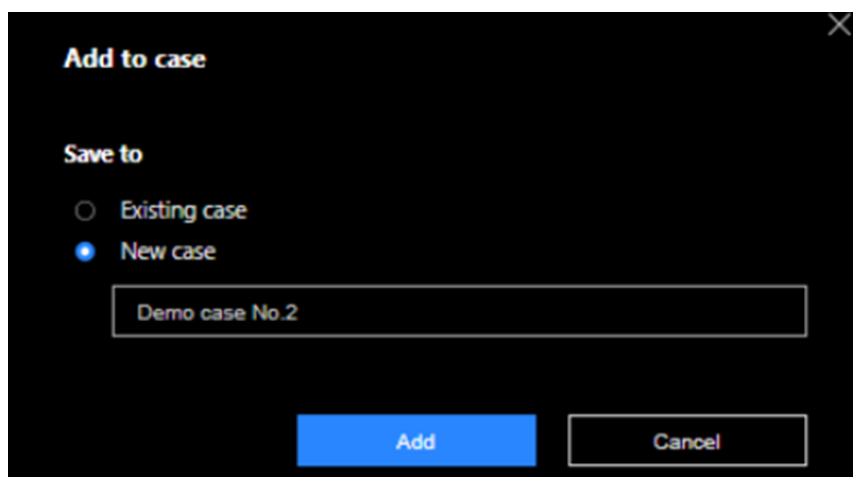 Add to case
Save to
Existing case
New case
Demo case No.2
Add Cancel